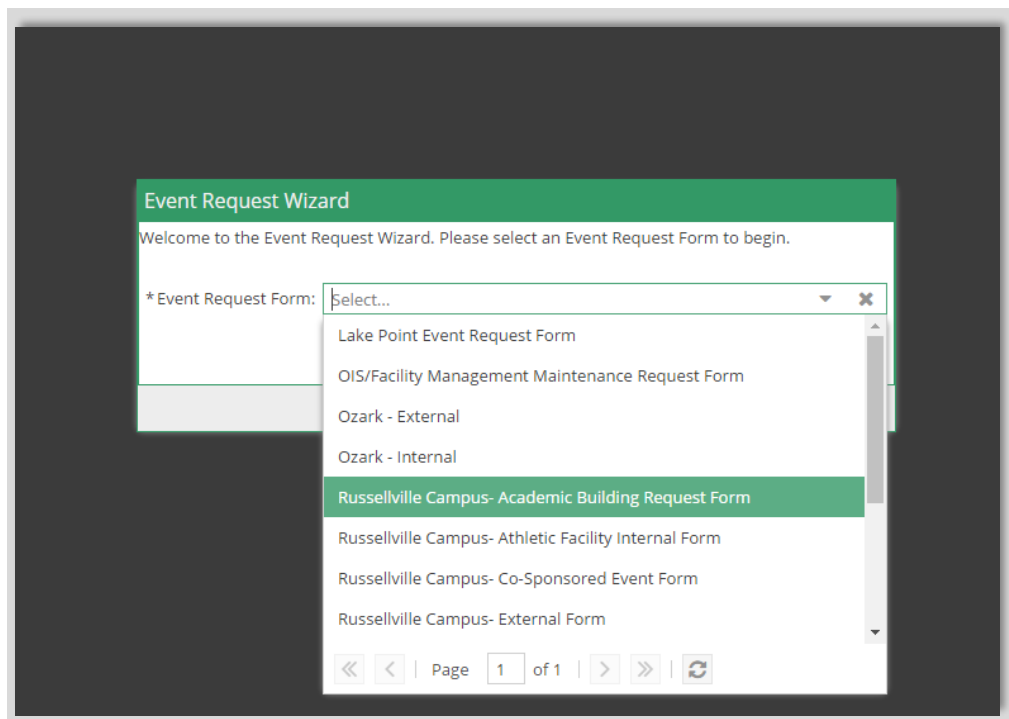 Event Request Wizard
Welcome to the Event Request Wizard. Please select an Event Request Form to begin.
* Event Request Form: Select...
Lake Point Event Request Form
OIS/Facility Management Maintenance Request Form
Ozark - External
Ozark - Internal
Russellville Campus- Academic Building Request Form
Russellville Campus- Athletic Facility Internal Form
Russellville Campus- Co-Sponsored Event Form
Russellville Campus- External Form
Page 1 of 1